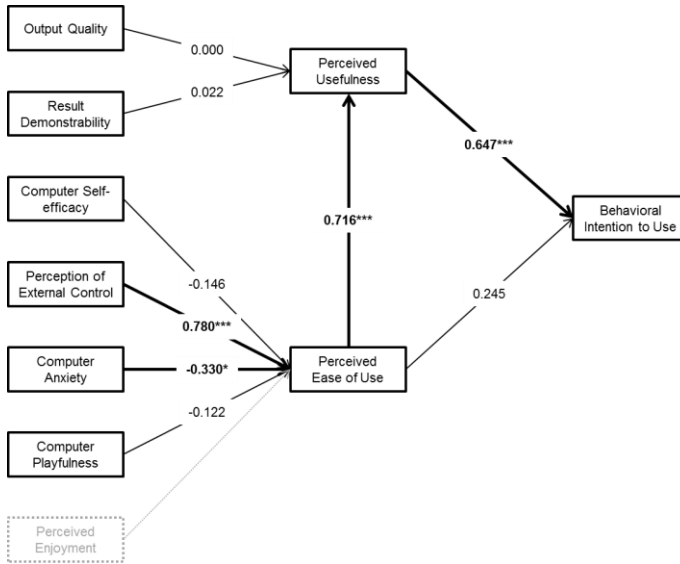 Output Quality
0.000
Perceived
Usefulness
0.022
Result
Demonstrability
0.647***
Computer Self-
efficacy
0.716***
Behavioral
Intention to Use
-0.146
Perception of
External Control
0.780***
0.245
Computer
Anxiety
-0.330*
Perceived
Ease of Use
-0.122
Computer
Playfulness
Perceived
Enjoyment